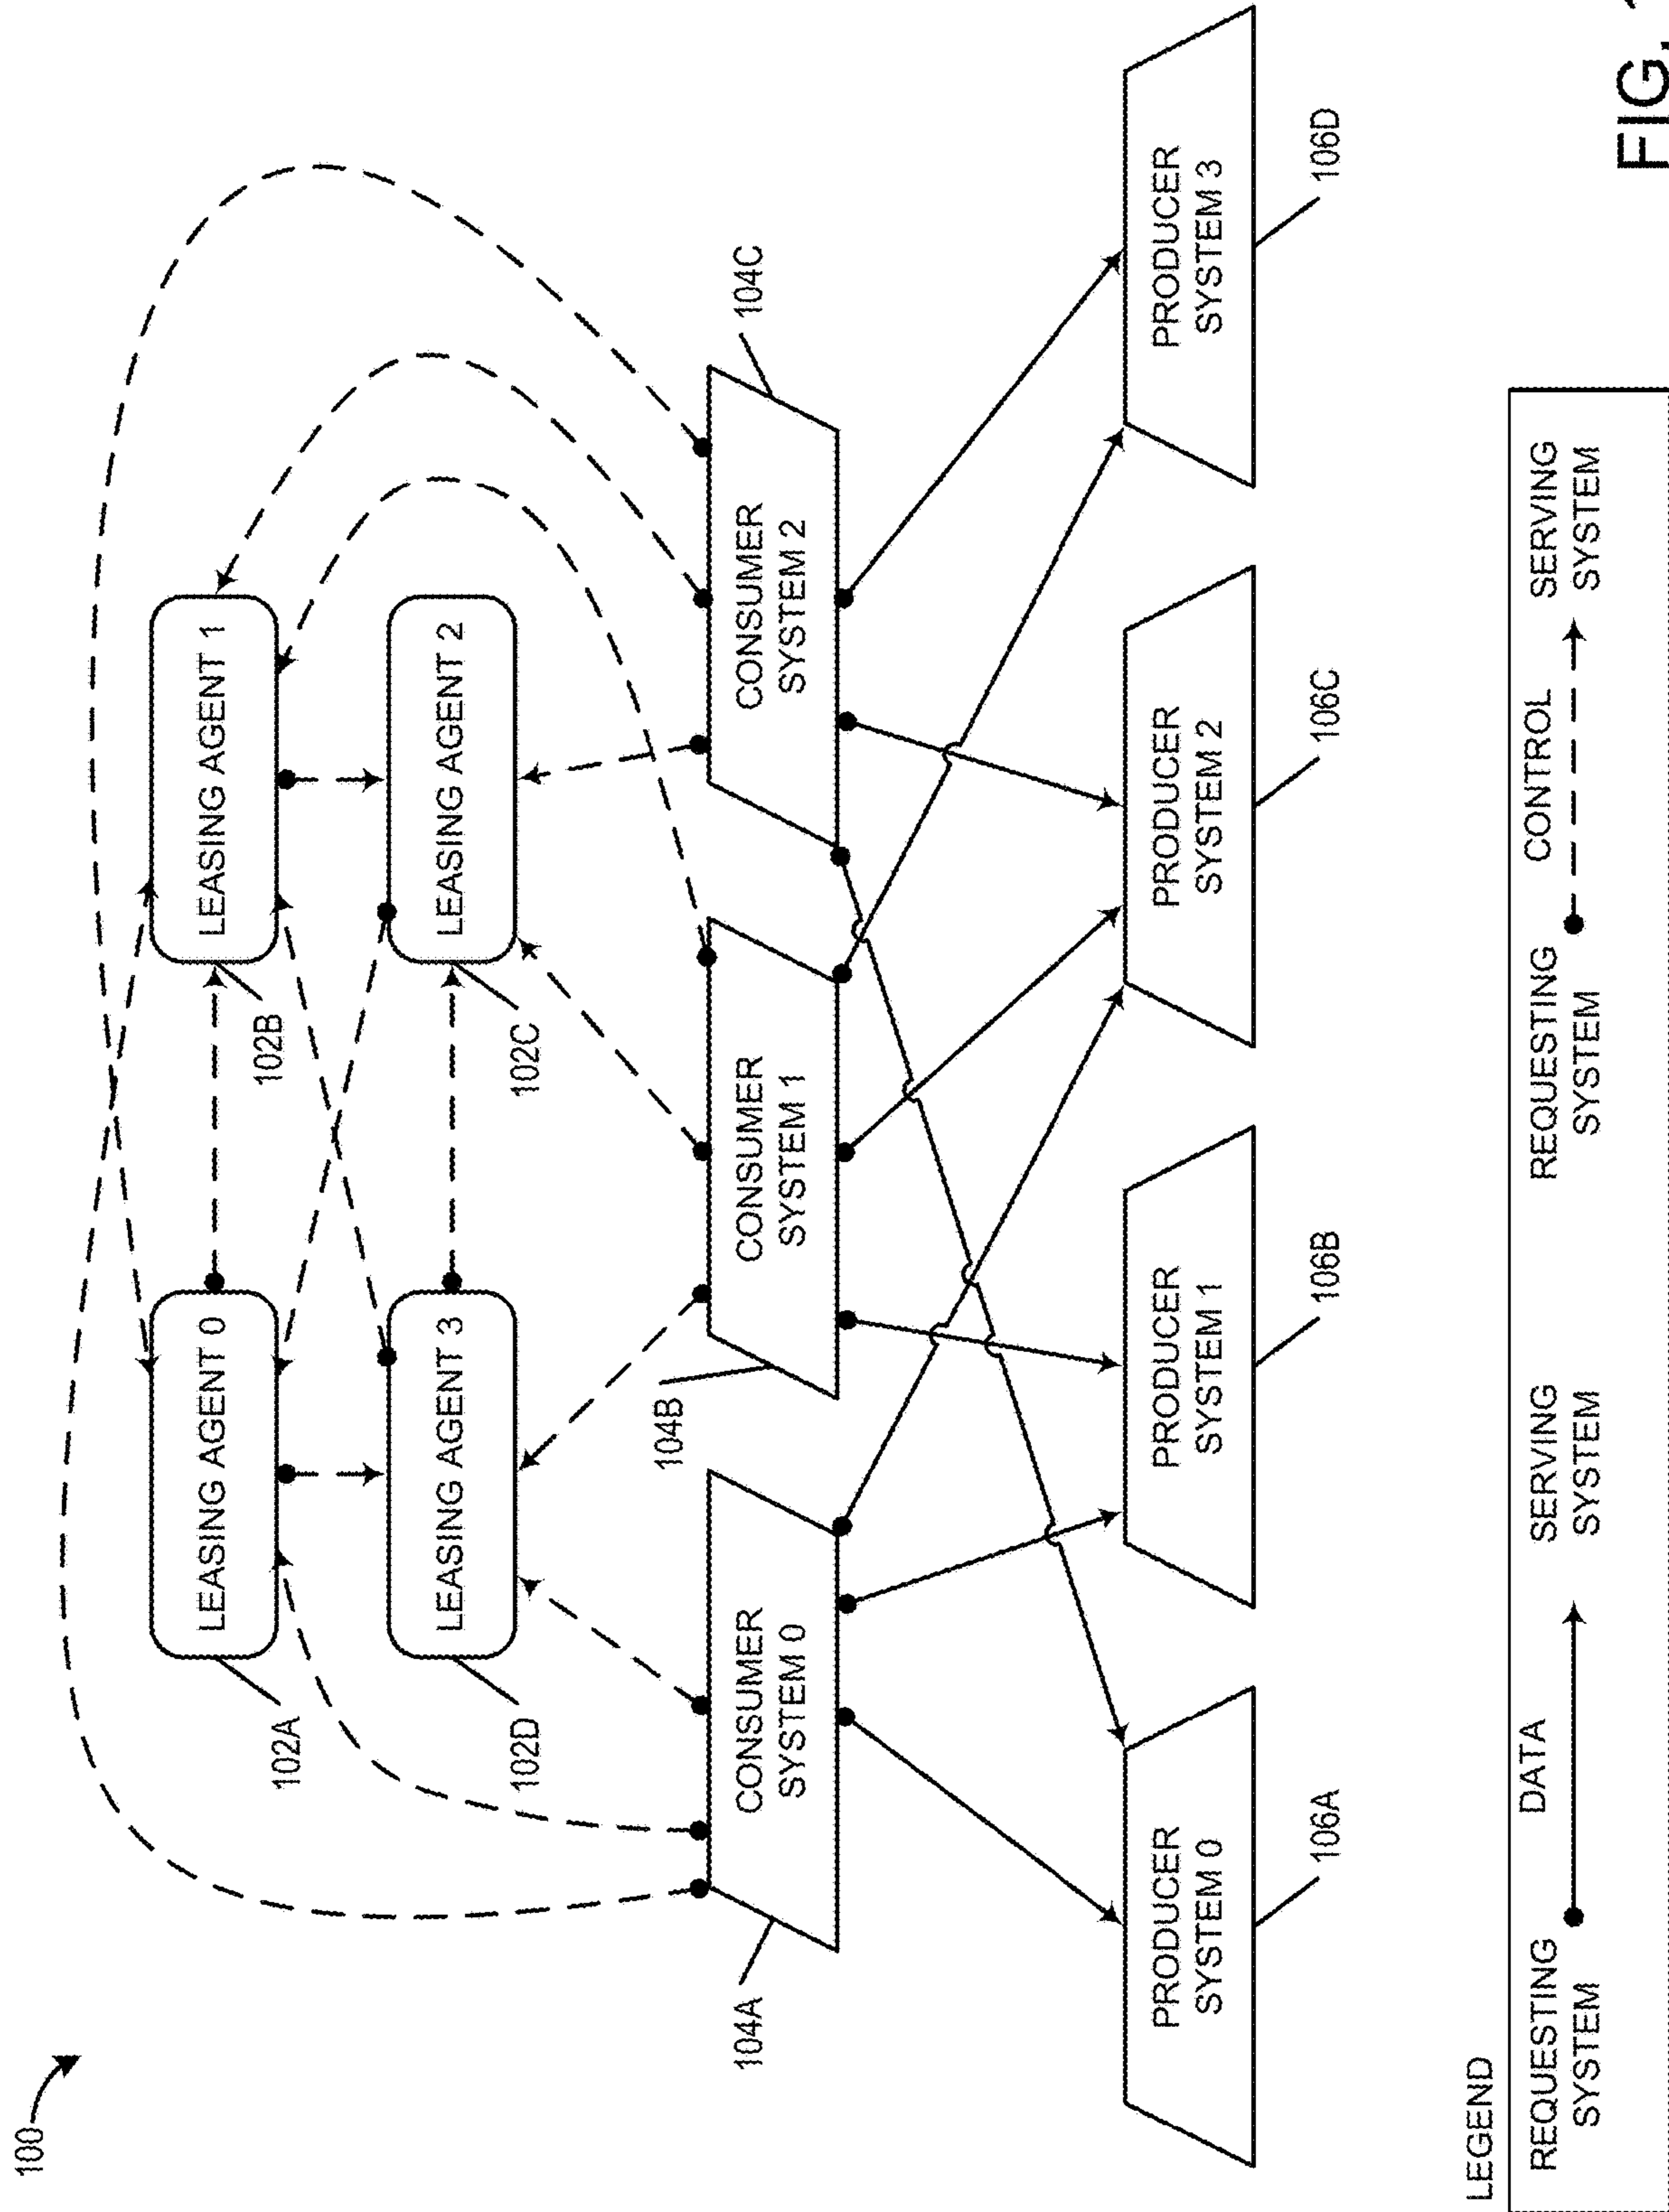 100
LEASING AGENT 0
LEASING AGENT 1
102A
102B
LEASING AGENT 3
LEASING AGENT 2
102D
102C
104A
CONSUMER
SYSTEM 0
104B
CONSUMER
SYSTEM 1
CONSUMER
SYSTEM 2
104C
PRODUCER
SYSTEM 0
PRODUCER
SYSTEM 1
PRODUCER
SYSTEM 2
PRODUCER
SYSTEM 3
106A
106B
106C
106D
LEGEND
REQUESTING
SYSTEM
DATA
SERVING
SYSTEM
REQUESTING
SYSTEM
CONTROL
SERVING
SYSTEM
FIG.